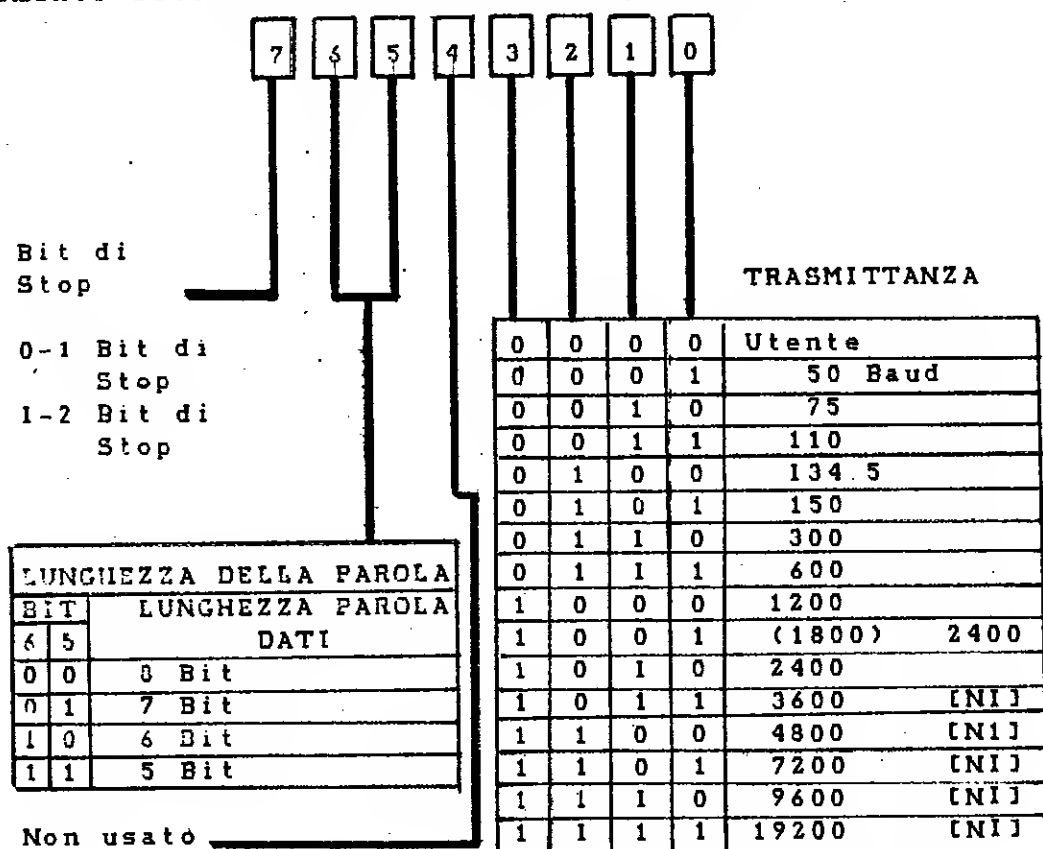 7 6 5 4 3 2 1 0
Bit di
Stop
0-1 Bit di
Stop
1-2 Bit di
Stop
TRASMITTANZA
0 0 0 0 Utente
0 0 0 1 50 Baud
0 0 1 0 75
0 0 1 1 110
0 1 0 0 134.5
0 1 0 1 150
0 1 1 0 300
0 1 1 1 600
1 0 0 0 1200
1 0 0 1 (1800) 2400
1 0 1 0 2400
1 0 1 1 3600 [NI]
1 1 0 0 4800 [NI]
1 1 0 1 7200 [NI]
1 1 1 0 9600 [NI]
1 1 1 1 19200 [NI]
LUNGHEZZA DELLA PAROLA
BIT LUNGHEZZA PAROLA
6 5 DATI
0 0 8 Bit
0 1 7 Bit
1 0 6 Bit
1 1 5 Bit
Non usato